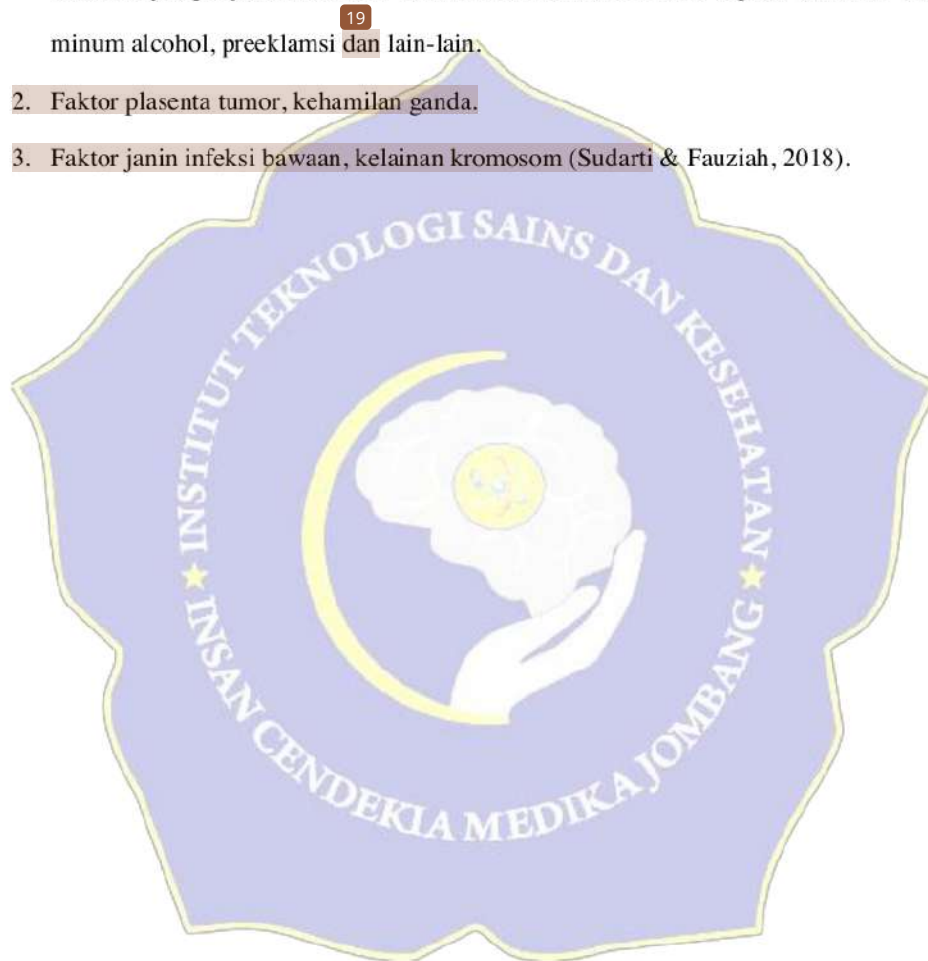 19
minum alcohol, preeklamsi dan lain-lain.
2. Faktor plasenta tumor, kehamilan ganda.
3. Faktor janin infeksi bawaan, kelainan kromosom (Sudarti & Fauziah, 2018).
INSTITUT TEKNOLOGI SAINS DAN KESEHATAN
INSAN CENDEKIA MEDIKA JOMBANG